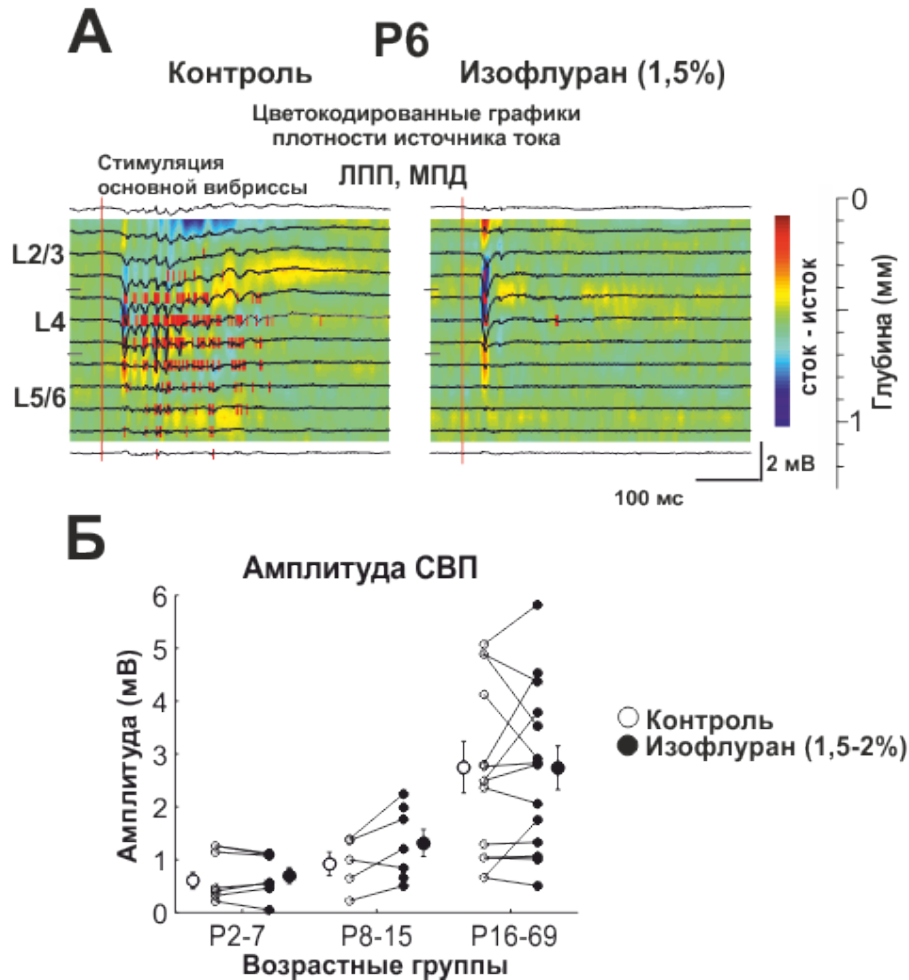 А
P6
Контроль
Изофлуран (1,5%)
Цветокодированные графики
плотности источника тока
Стимуляция
основной вибриссы
ЛПП, МПД
L2/3
L4
L5/6
сток - исток
0
1
Глубина (мм)
2 мВ
100 мс
Б
Амплитуда СВП
Амплитуда (мВ)
6
5
4
3
2
1
0
P2-7
P8-15
P16-69
Возрастные группы
Контроль
Изофлуран (1,5-2%)